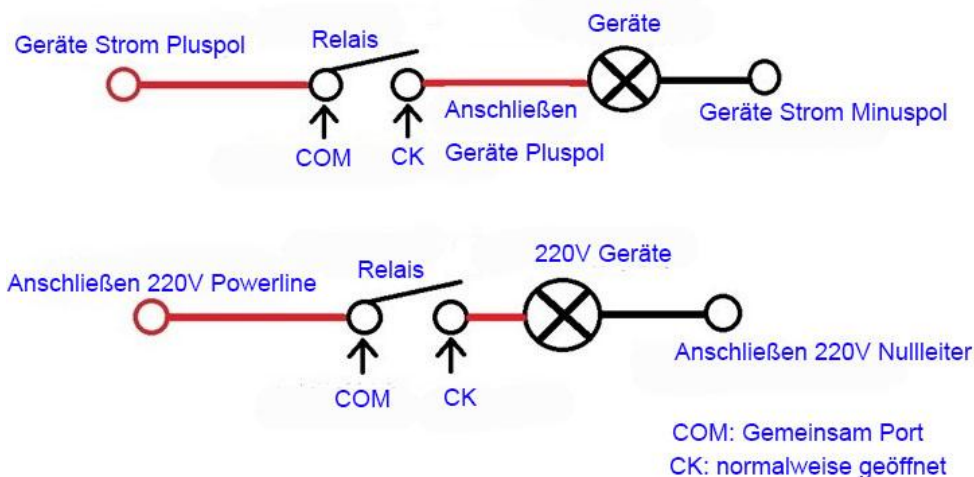 Geräte Strom Pluspol
Relais
Geräte
Anschließen
Geräte Pluspol
Geräte Strom Minuspol
COM
CK
Anschließen 220V Powerline
Relais
220V Geräte
Anschließen 220V Nullleiter
COM
CK
COM: Gemeinsam Port
CK: normalweise geöffnet